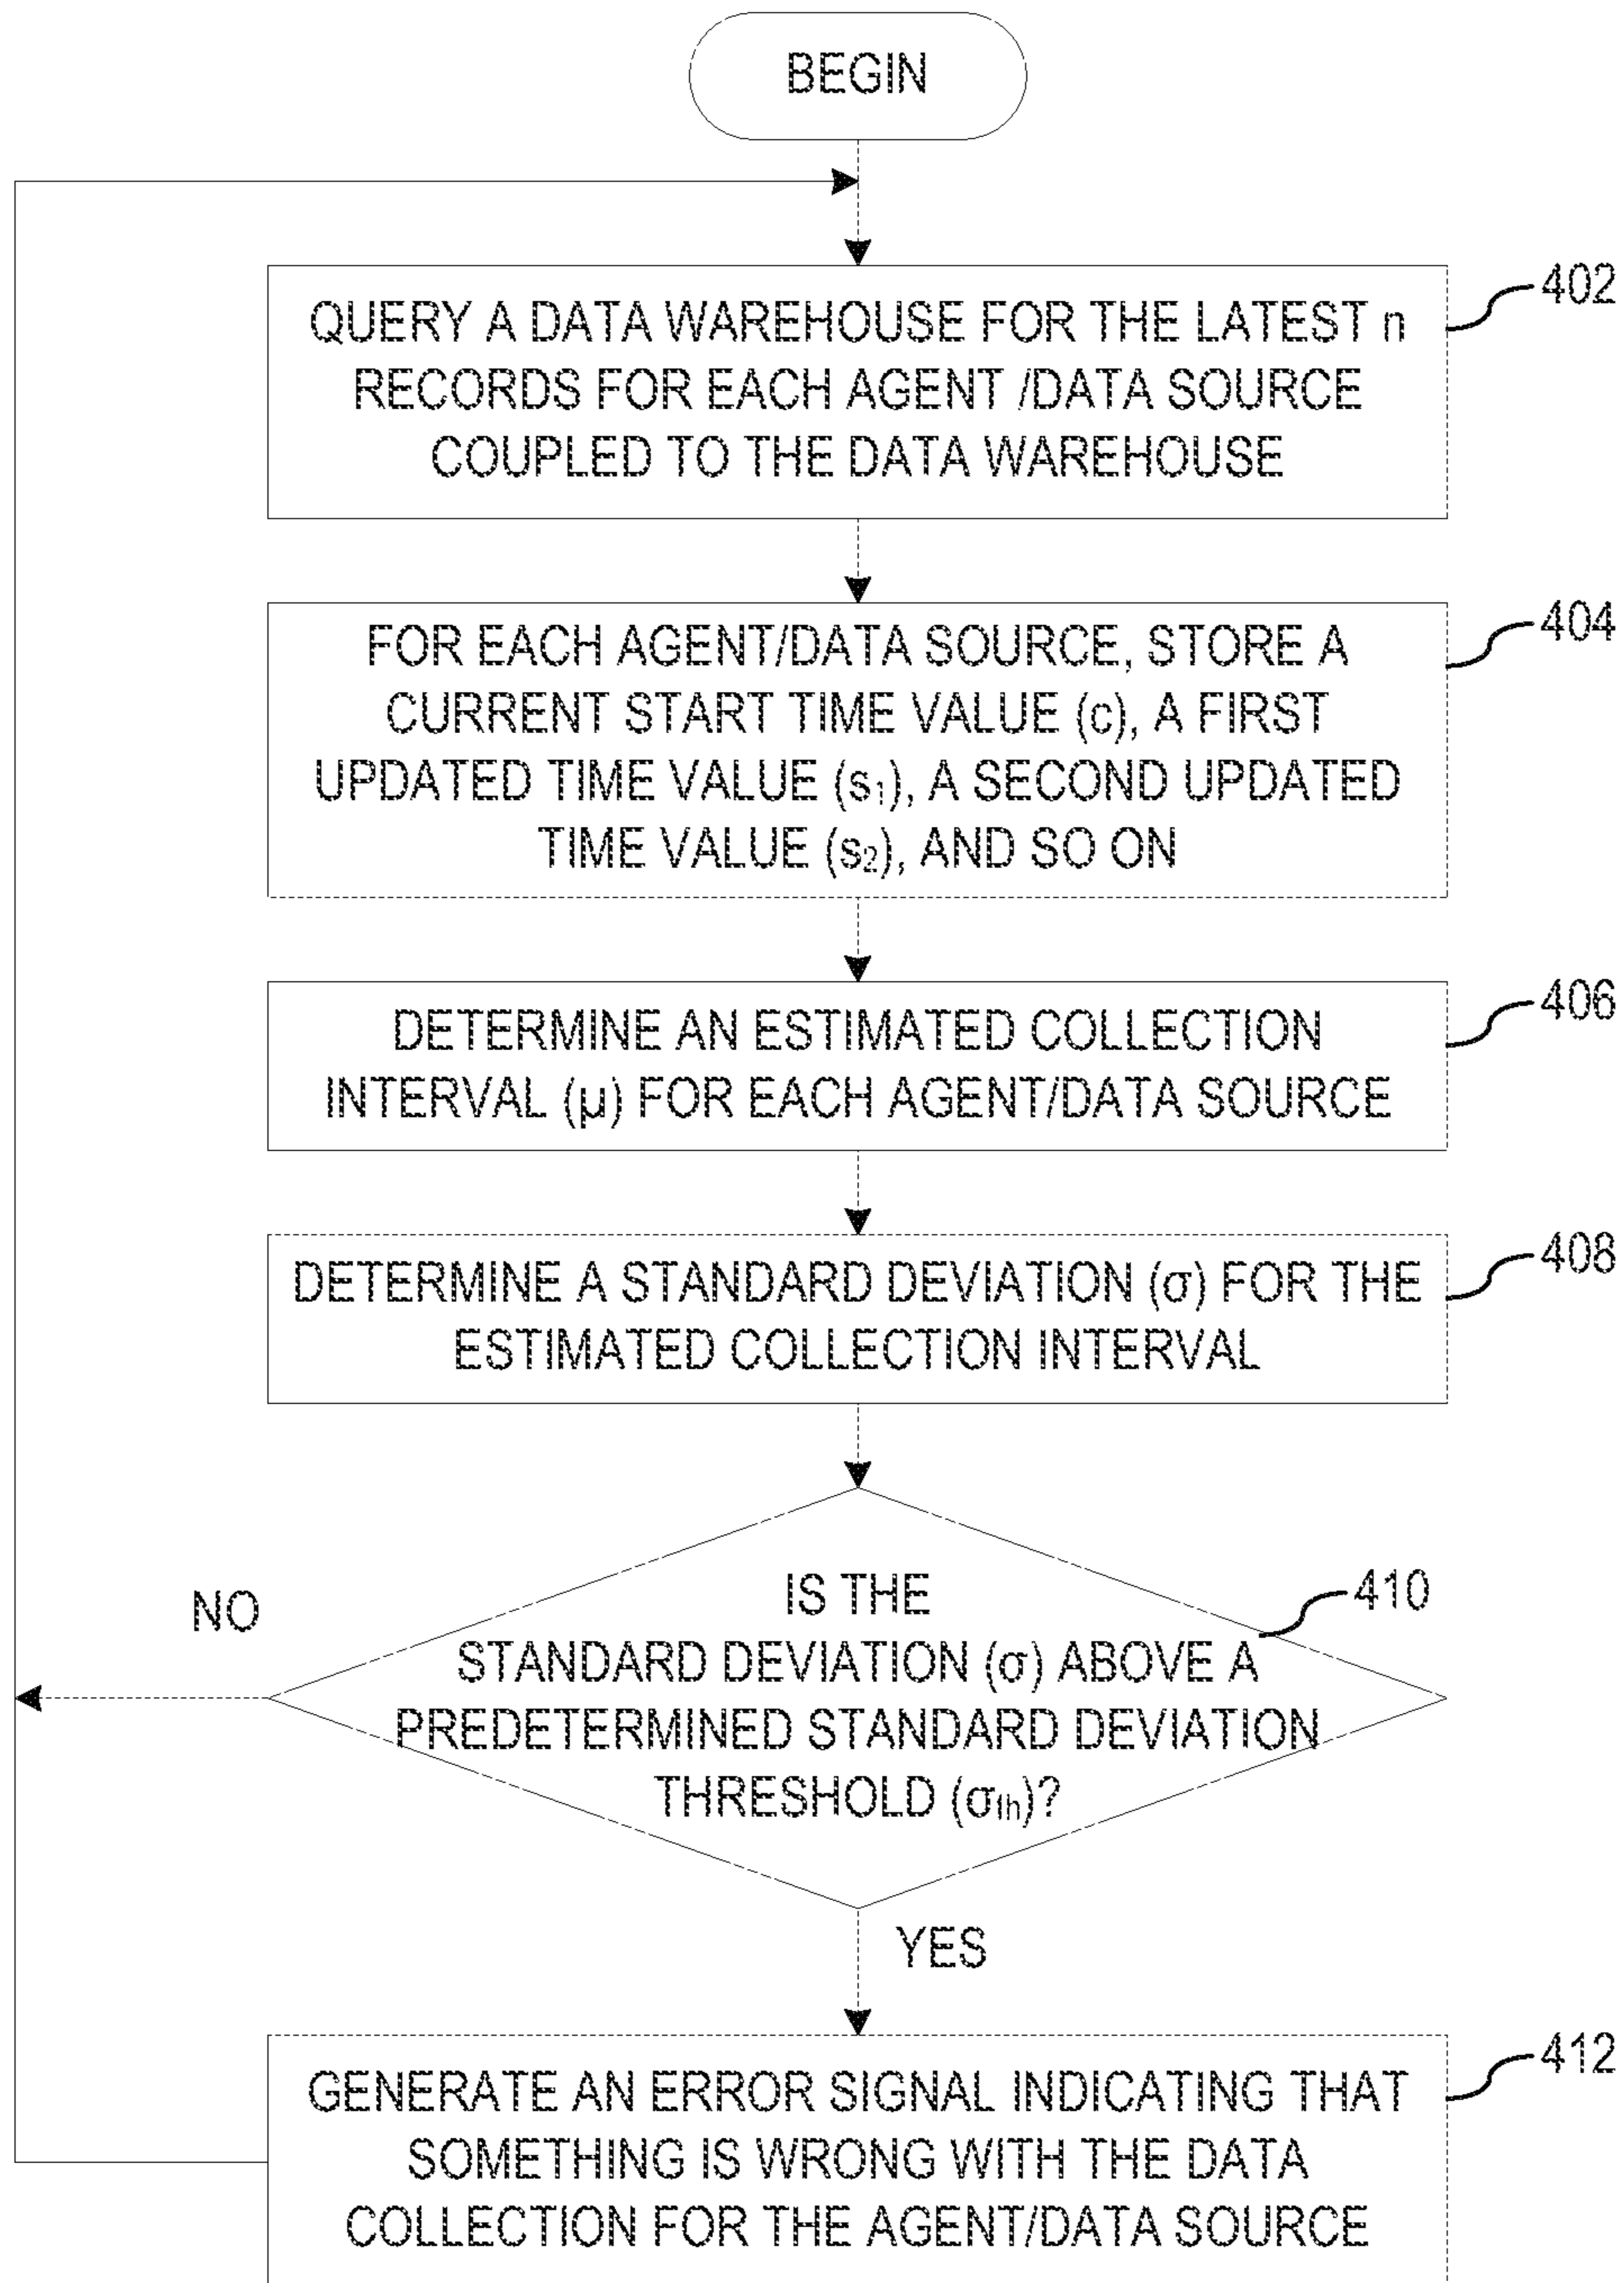 BEGIN
QUERY A DATA WAREHOUSE FOR THE LATEST n
RECORDS FOR EACH AGENT /DATA SOURCE
COUPLED TO THE DATA WAREHOUSE
402
FOR EACH AGENT/DATA SOURCE, STORE A
CURRENT START TIME VALUE (c), A FIRST
UPDATED TIME VALUE (s₁), A SECOND UPDATED
TIME VALUE (s₂), AND SO ON
404
DETERMINE AN ESTIMATED COLLECTION
INTERVAL (µ) FOR EACH AGENT/DATA SOURCE
406
DETERMINE A STANDARD DEVIATION (σ) FOR THE
ESTIMATED COLLECTION INTERVAL
408
NO
IS THE
STANDARD DEVIATION (σ) ABOVE A
PREDETERMINED STANDARD DEVIATION
THRESHOLD (σth)?
410
YES
GENERATE AN ERROR SIGNAL INDICATING THAT
SOMETHING IS WRONG WITH THE DATA
COLLECTION FOR THE AGENT/DATA SOURCE
412